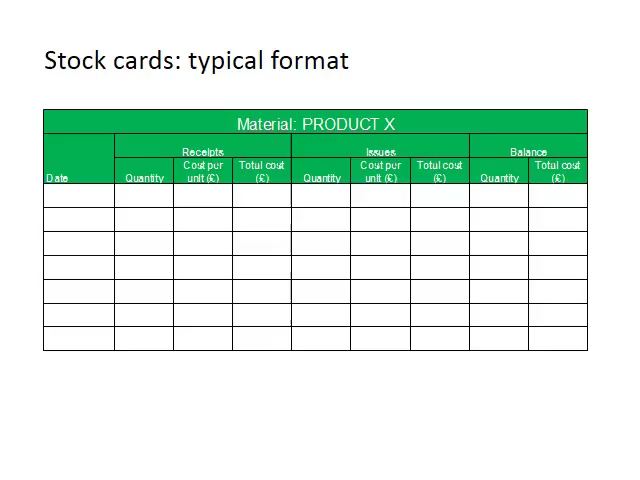 Stock cards: typical format
Material: PRODUCT X
Receipts Issues Balance
Date Quantity Cost per unit (£) Total cost (£) Quantity Cost per unit (£) Total cost (£) Quantity Total cost (£)